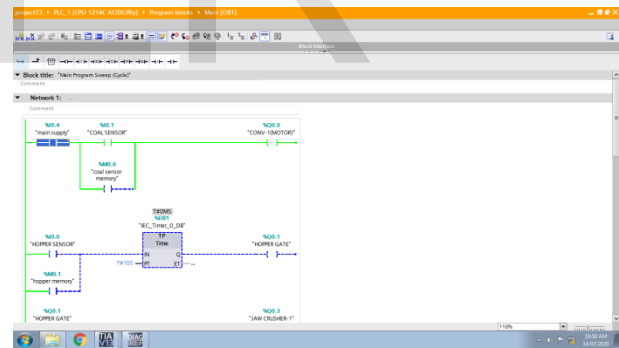 project73 ▸ PLC_1 [CPU 1214C AC/DC/Rly] ▸ Program blocks ▸ Main [OB1]
Block interface
Block title: "Main Program Sweep (Cycle)"
Comment
Network 1:
Comment
%I0.4
"main supply"
%I0.1
"COAL SENSOR"
%Q0.0
"CONV-1(MOTOR)"
%M0.0
"coal sensor
memory"
T#0MS
%DB1
"IEC_Timer_0_DB"
%I0.0
"HOPPER SENSOR"
TP
Time
%Q0.1
"HOPPER GATE"
IN
Q
T#10S
PT
ET
%M0.1
"hopper memory"
%Q0.1
"HOPPER GATE"
%Q0.3
"JAW CRUSHER-1"
110%
TIA
V13
10:56 AM
14/07/2020